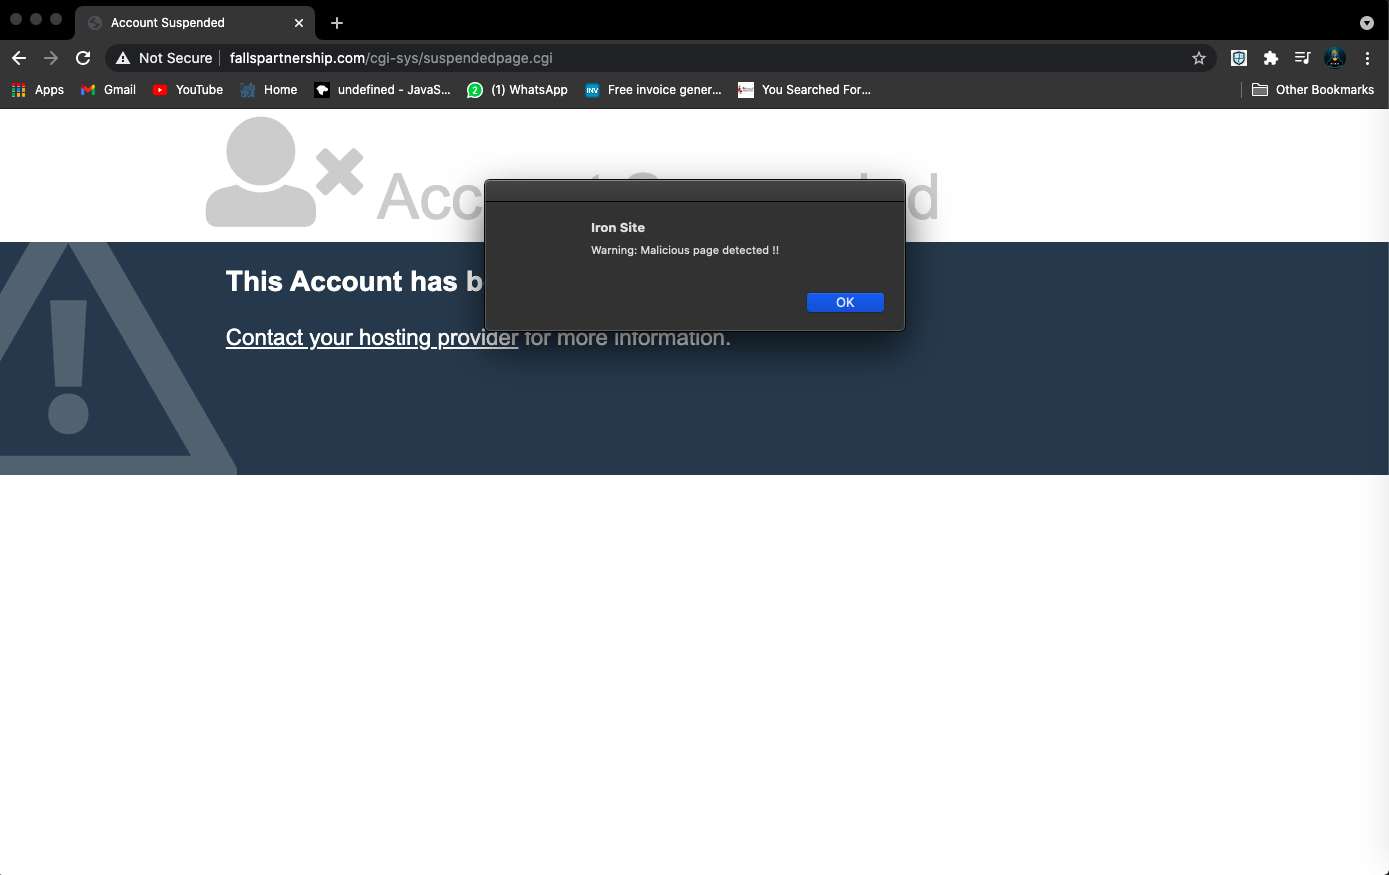 Account Suspended
Not Secure fallspartnership.com/cgi-sys/suspendedpage.cgi
Apps Gmail YouTube Home undefined - JavaS... 2 (1) WhatsApp INV Free invoice gener... You Searched For... Other Bookmarks
Acc d
Iron Site
Warning: Malicious page detected !!
OK
This Account has b
Contact your hosting provider for more information.